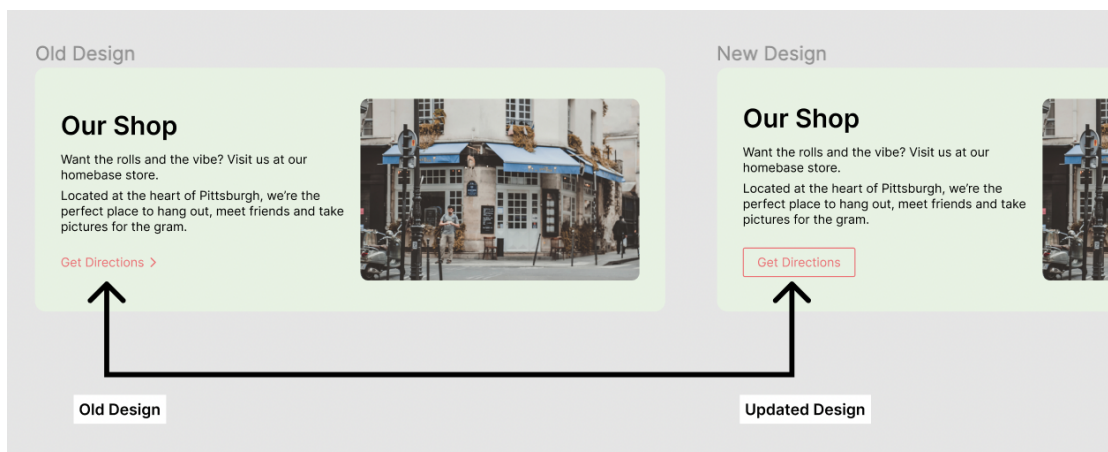 Old Design
Our Shop
Want the rolls and the vibe? Visit us at our
homebase store.
Located at the heart of Pittsburgh, we’re the
perfect place to hang out, meet friends and take
pictures for the gram.
Get Directions >
New Design
Our Shop
Want the rolls and the vibe? Visit us at our
homebase store.
Located at the heart of Pittsburgh, we’re the
perfect place to hang out, meet friends and take
pictures for the gram.
Get Directions
Old Design
Updated Design